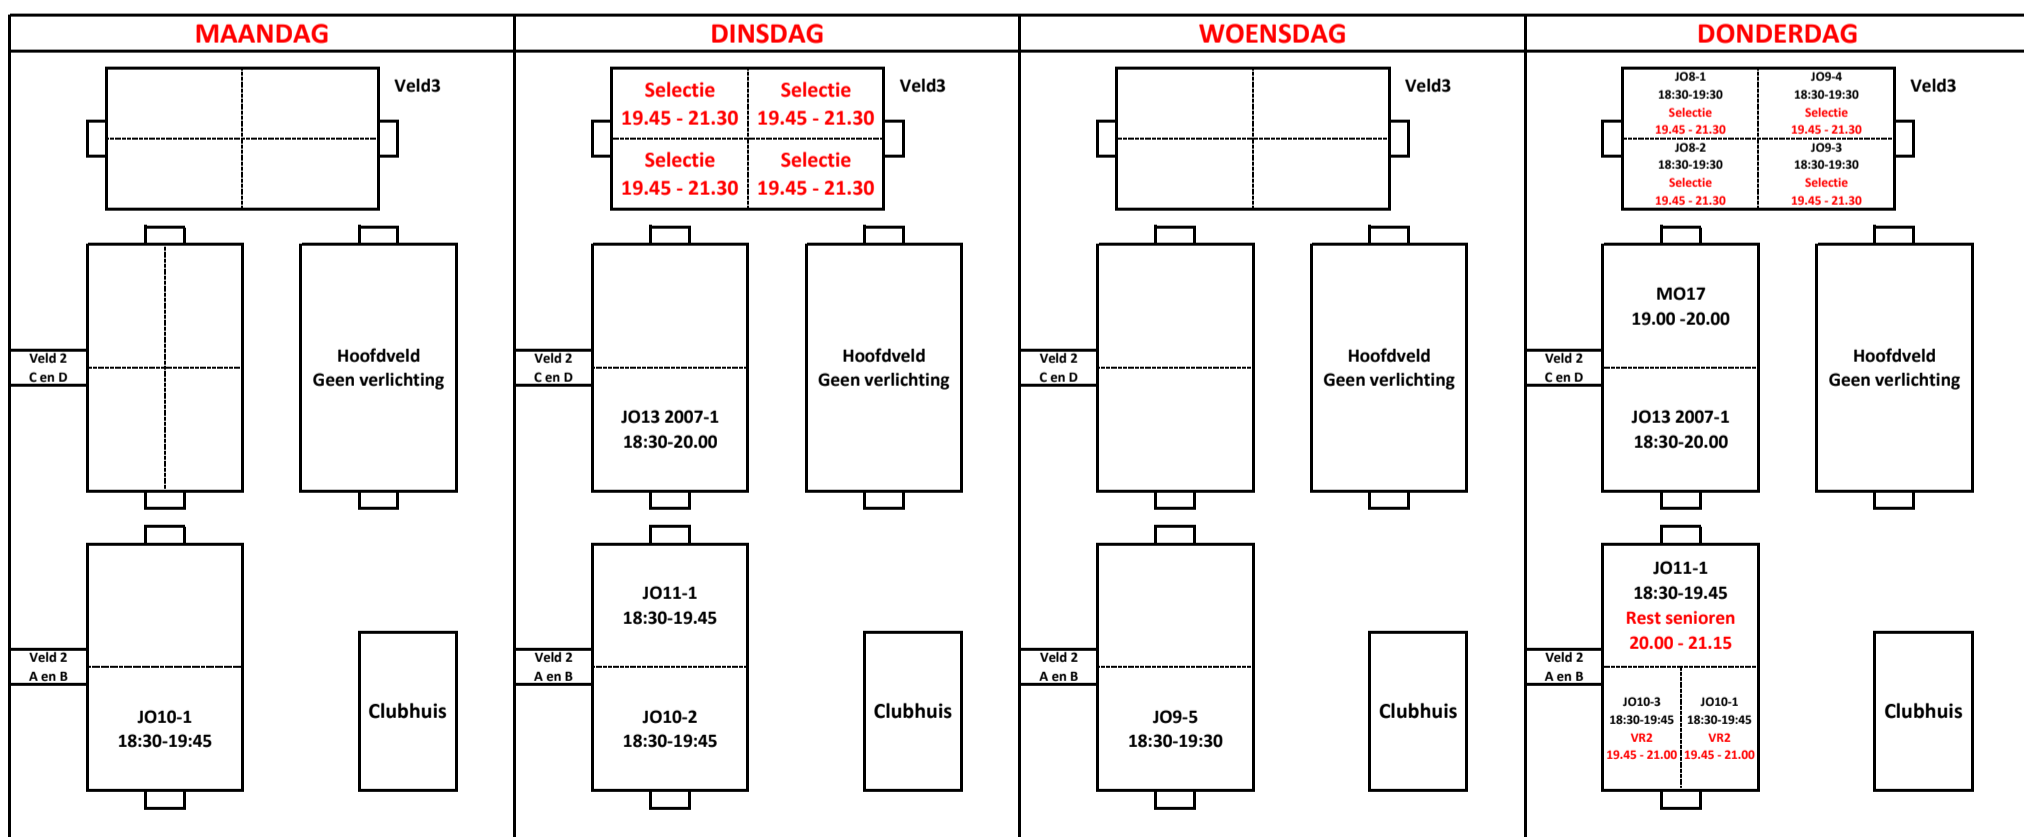 MAANDAG
Veld3
Veld 2
C en D
Hoofdveld
Geen verlichting
Veld 2
A en B
JO10-1
18:30-19:45
Clubhuis
DINSDAG
Selectie
19.45 - 21.30
Selectie
19.45 - 21.30
Selectie
19.45 - 21.30
Selectie
19.45 - 21.30
Veld3
Veld 2
C en D
JO13 2007-1
18:30-20.00
Hoofdveld
Geen verlichting
JO11-1
18:30-19.45
Veld 2
A en B
JO10-2
18:30-19:45
Clubhuis
WOENSDAG
Veld3
Veld 2
C en D
Hoofdveld
Geen verlichting
Veld 2
A en B
JO9-5
18:30-19:30
Clubhuis
DONDERDAG
JO8-1
18:30-19:30
Selectie
19.45 - 21.30
JO9-4
18:30-19:30
Selectie
19.45 - 21.30
JO8-2
18:30-19:30
Selectie
19.45 - 21.30
JO9-3
18:30-19:30
Selectie
19.45 - 21.30
Veld3
MO17
19.00 -20.00
Veld 2
C en D
JO13 2007-1
18:30-20.00
Hoofdveld
Geen verlichting
JO11-1
18:30-19.45
Rest senioren
20.00 - 21.15
Veld 2
A en B
JO10-3
18:30-19:45
VR2
19.45 - 21.00
JO10-1
18:30-19:45
VR2
19.45 - 21.00
Clubhuis